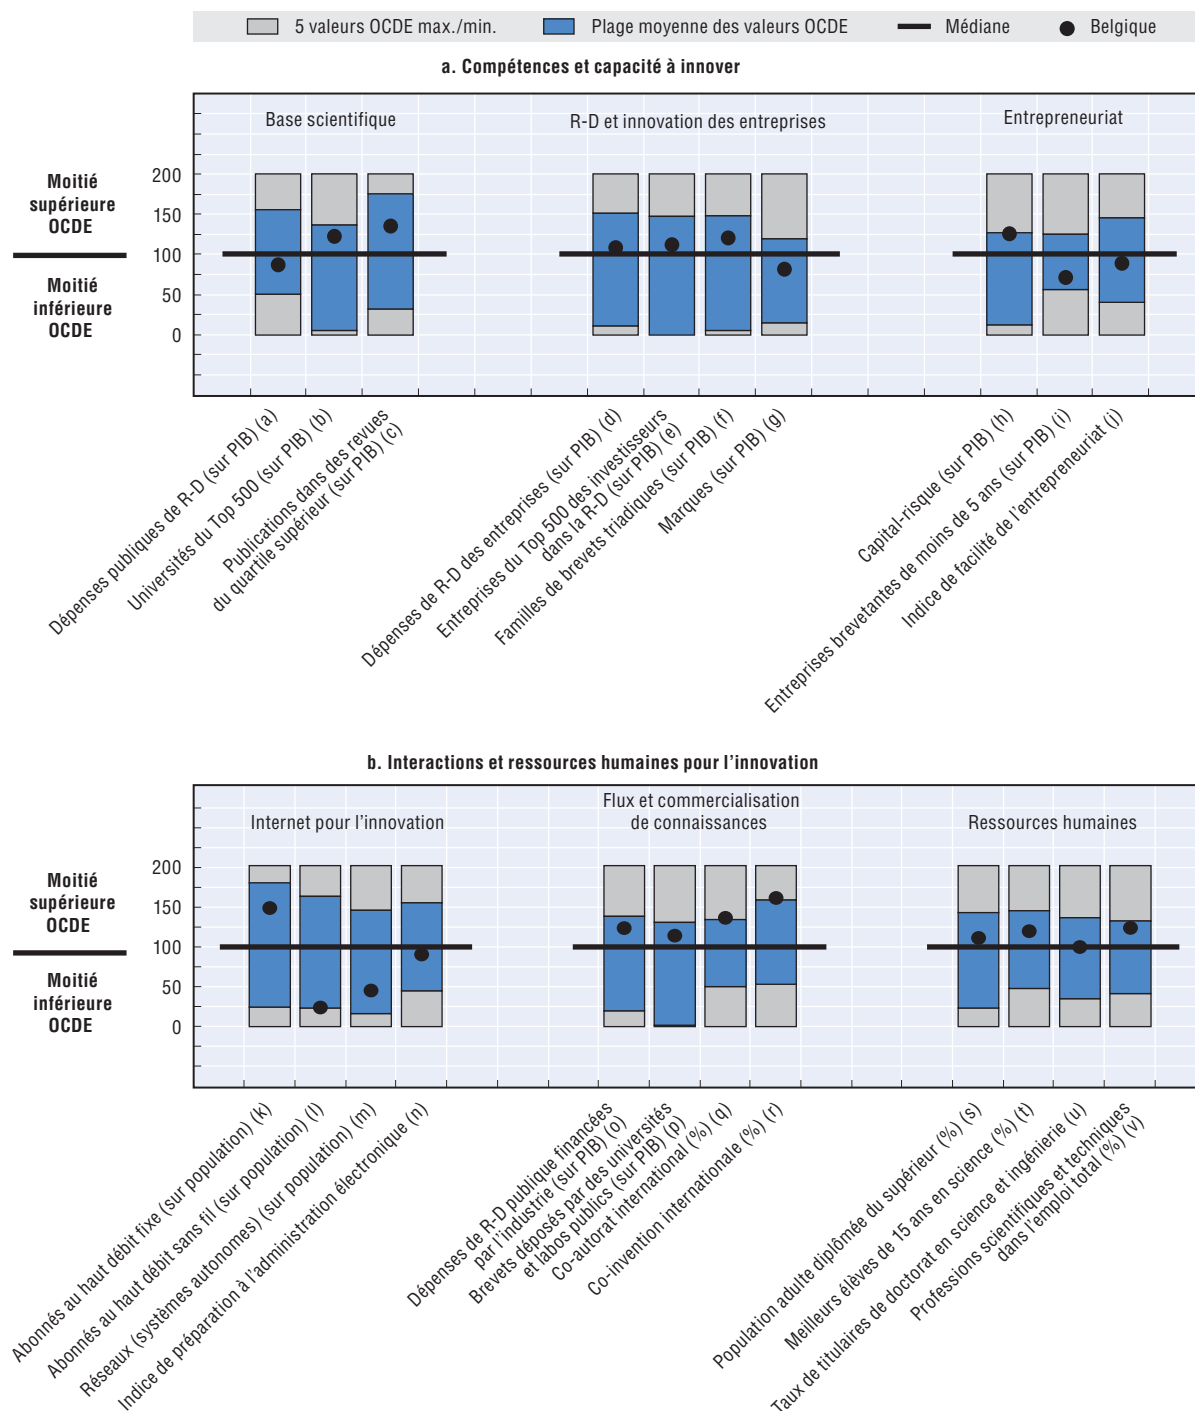 5 valeurs OCDE max./min.
Plage moyenne des valeurs OCDE
Médiane
Belgique
a. Compétences et capacité à innover
Base scientifique
R-D et innovation des entreprises
Entrepreneuriat
Moitié
supérieure
OCDE
Moitié
inférieure
OCDE
200
150
100
50
0
Dépenses publiques de R-D (sur PIB) (a)
Universités du Top 500 (sur PIB) (b)
Publications dans des revues
du quartile supérieur (sur PIB) (c)
Dépenses de R-D des entreprises (sur PIB) (d)
Entreprises du Top 500 des investisseurs
dans la R-D (sur PIB) (e)
Familles de brevets triadiques (sur PIB) (f)
Marques (sur PIB) (g)
Capital-risque (sur PIB) (h)
Entreprises brevetantes de moins de 5 ans (sur PIB) (i)
Indice de facilité de l'entrepreneuriat (j)
b. Interactions et ressources humaines pour l'innovation
Internet pour l'innovation
Flux et commercialisation
de connaissances
Ressources humaines
Moitié
supérieure
OCDE
Moitié
inférieure
OCDE
200
150
100
50
0
Abonnés au haut débit fixe (sur population) (k)
Abonnés au haut débit sans fil (sur population) (l)
Réseaux (systèmes autonomes) (sur population) (m)
Indice de préparation à l'administration électronique (n)
Dépenses de R-D publique financées
par l'industrie (sur PIB) (o)
Brevets déposés par des universités
et labos publics (sur PIB) (p)
Co-autorat international (%) (q)
Co-invention internationale (%) (r)
Population adulte diplômée du supérieur (%) (s)
Meilleurs élèves de 15 ans en science (%) (t)
Taux de titulaires de doctorat en science et ingénierie (u)
Professions scientifiques et techniques
dans l'emploi total (%) (v)